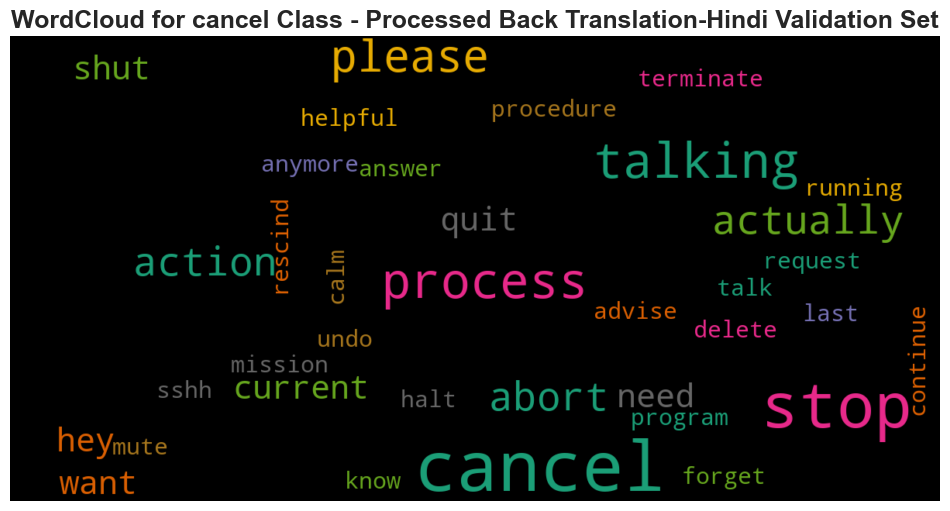 WordCloud for cancel Class - Processed Back Translation-Hindi Validation Set
please
shut
terminate
procedure
helpful
talking
anymore
answer
running
quit
actually
action
rescind
calm
process
request
talk
advise
last
delete
continue
undo
mission
sshh
current
halt
abort
need
stop
program
hey
mute
cancel
want
know
forget